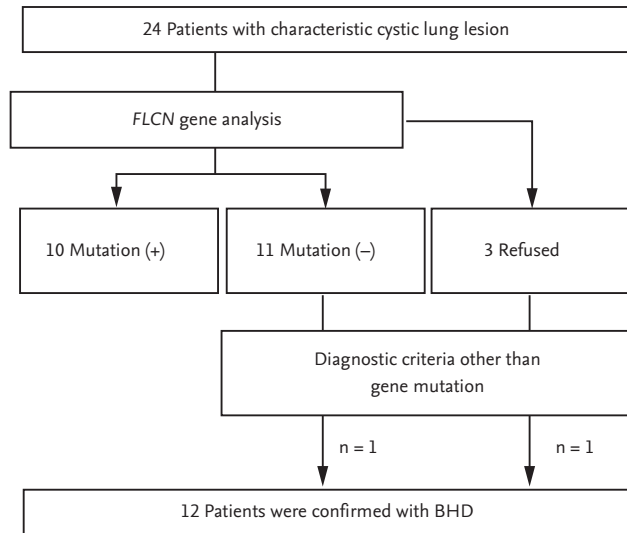 24 Patients with characteristic cystic lung lesion
FLCN gene analysis
10 Mutation (+)
11 Mutation (–)
3 Refused
Diagnostic criteria other than
gene mutation
n = 1
n = 1
12 Patients were confirmed with BHD